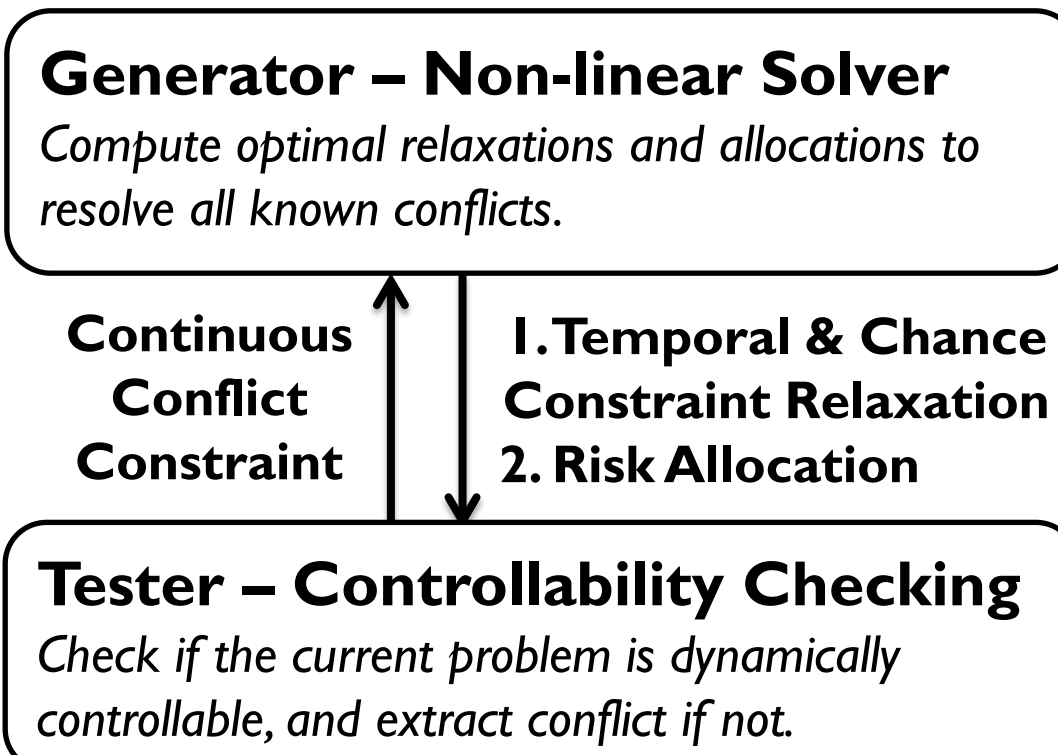 Generator – Non-linear Solver
Compute optimal relaxations and allocations to
resolve all known conflicts.
Continuous
Conflict
Constraint
1. Temporal & Chance
Constraint Relaxation
2. Risk Allocation
Tester – Controllability Checking
Check if the current problem is dynamically
controllable, and extract conflict if not.